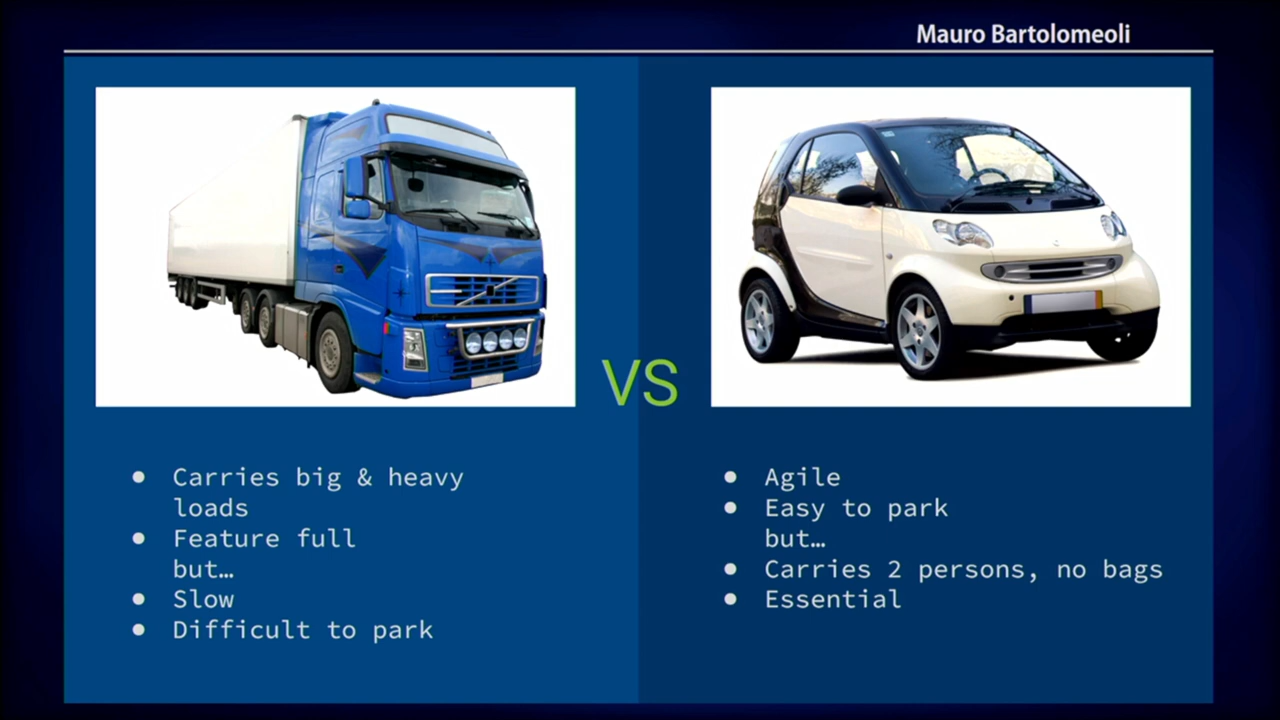 Mauro Bartolomeoli
VS
● Carries big & heavy
loads
● Feature full
but…
● Slow
● Difficult to park
● Agile
● Easy to park
but…
● Carries 2 persons, no bags
● Essential